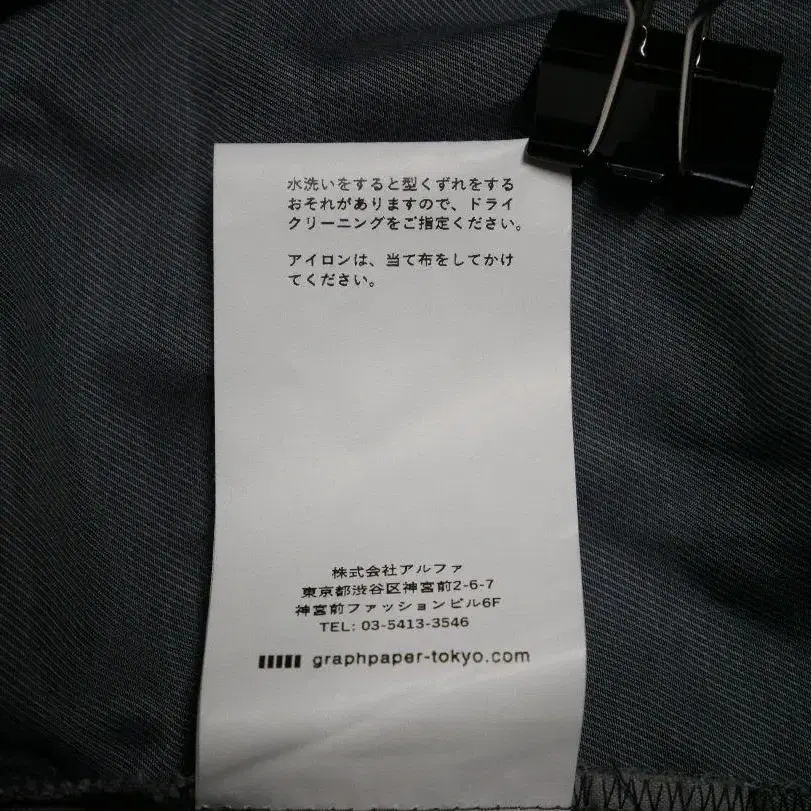 水洗いをすると型くずれをする
おそれがありますので、ドライ
クリーニングをご指定ください。
アイロンは、当て布をしてかけ
てください。
株式会社アルファ
東京都渋谷区神宮前2-6-7
神宮前ファッションビル6F
TEL: 03-5413-3546
graphpaper-tokyo.com